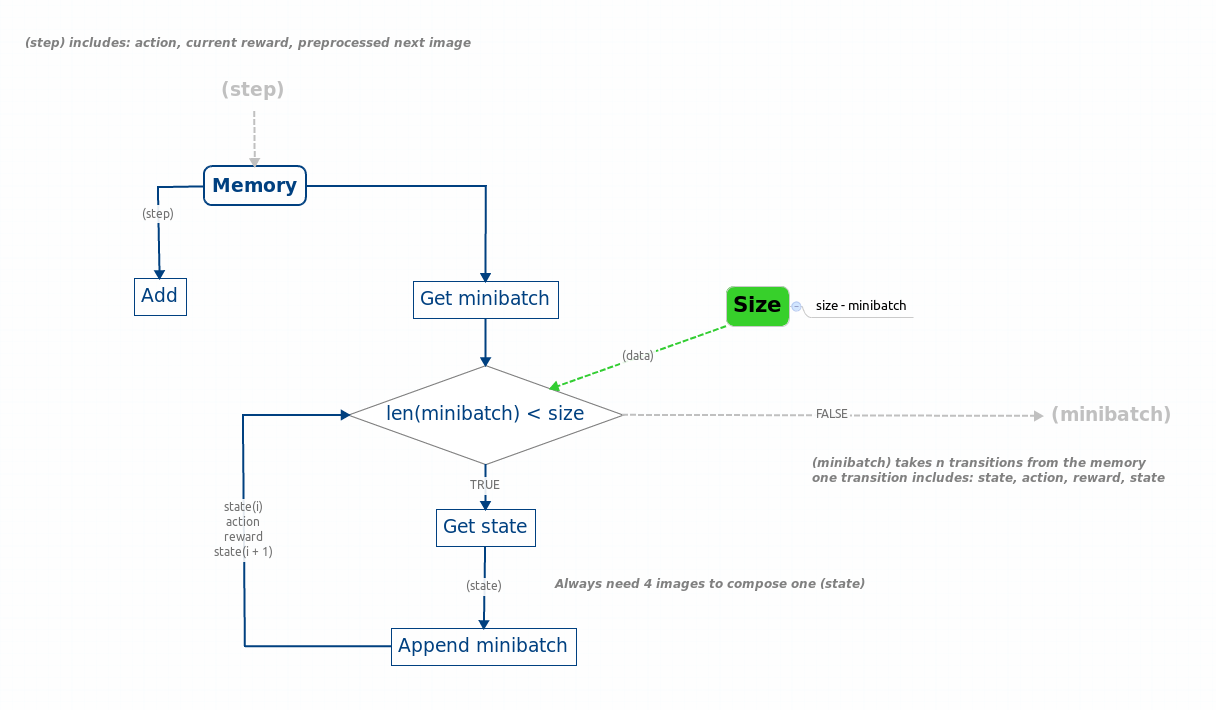 (step) includes: action, current reward, preprocessed next image
(step)
Memory
(step)
Add
Get minibatch
Size
size - minibatch
(data)
len(minibatch) < size
FALSE
(minibatch)
(minibatch) takes n transitions from the memory
one transition includes: state, action, reward, state
TRUE
state(i)
action
reward
state(i + 1)
Get state
(state)
Always need 4 images to compose one (state)
Append minibatch